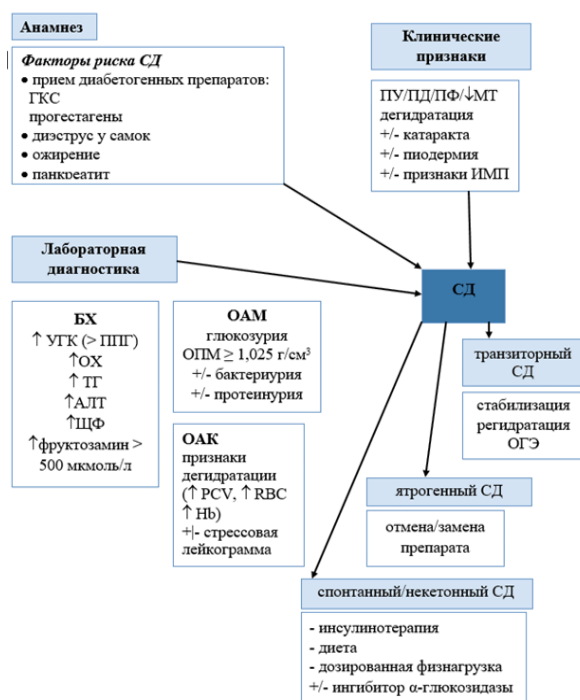 Анамнез
Факторы риска СД
• прием диабетогенных препаратов:
ГКС
прогестагены
• диэструс у самок
• ожирение
• панкреатит
Клинические
признаки
ПУ/ПД/ПФ/↓МТ
дегидратация
+/- катаракта
+/- пиодермия
+/- признаки ИМП
Лабораторная
диагностика
БХ
↑ УГК (> ППГ)
↑ОХ
↑ ТГ
↑АЛТ
↑ЩФ
↑фруктозамин >
500 мкмоль/л
ОАМ
глюкозурия
ОПМ ≥ 1,025 г/см³
+/- бактериурия
+/- протеинурия
ОАК
признаки
дегидратации
(↑ PCV, ↑ RBC
↑ Hb)
+|- стрессовая
лейкограмма
СД
транзиторный
СД
стабилизация
регидратация
ОГЭ
ятрогенный СД
отмена/замена
препарата
спонтанный/некетонный СД
- инсулинотерапия
- диета
- дозированная физнагрузка
+/- ингибитор α-глюкозидазы